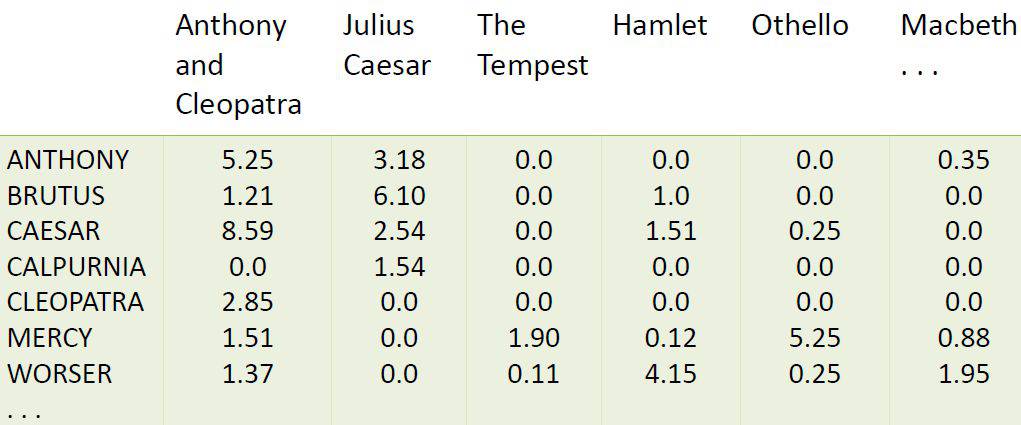 Anthony and Cleopatra Julius Caesar The Tempest Hamlet Othello Macbeth . . .
ANTHONY 5.25 3.18 0.0 0.0 0.0 0.35
BRUTUS 1.21 6.10 0.0 1.0 0.0 0.0
CAESAR 8.59 2.54 0.0 1.51 0.25 0.0
CALPURNIA 0.0 1.54 0.0 0.0 0.0 0.0
CLEOPATRA 2.85 0.0 0.0 0.0 0.0 0.0
MERCY 1.51 0.0 1.90 0.12 5.25 0.88
WORSER 1.37 0.0 0.11 4.15 0.25 1.95
. . .